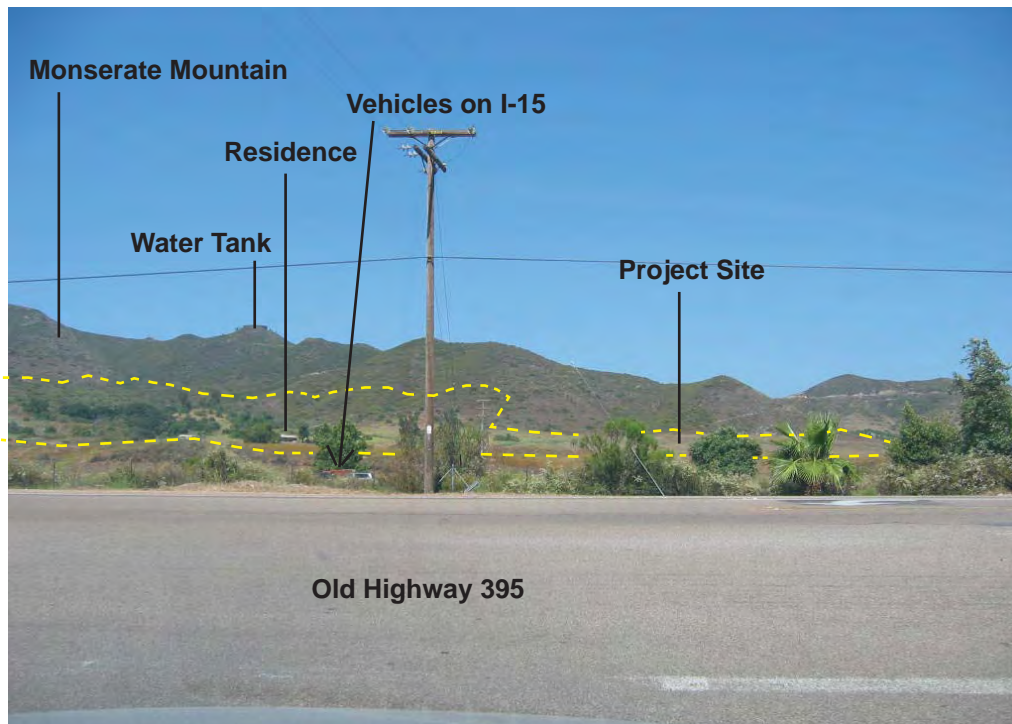 Monserate Mountain
Vehicles on I-15
Residence
Water Tank
Project Site
Old Highway 395